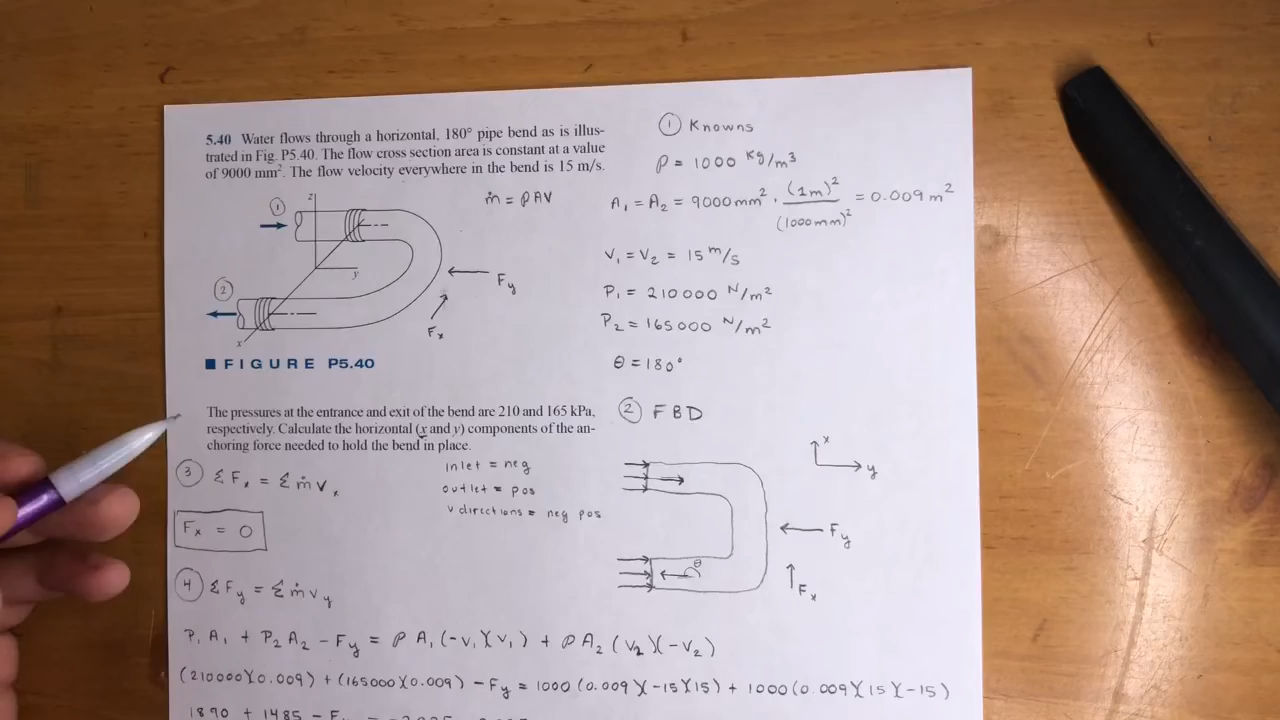 5.40 Water flows through a horizontal, 180° pipe bend as is illus-
trated in Fig. P5.40. The flow cross section area is constant at a value
of 9000 mm². The flow velocity everywhere in the bend is 15 m/s.
ṁ = ρAV
1
z
y
2
x
Fy
Fx
FIGURE P5.40
The pressures at the entrance and exit of the bend are 210 and 165 kPa,
respectively. Calculate the horizontal (x and y) components of the an-
choring force needed to hold the bend in place.
① Knowns
ρ = 1000 kg/m³
A₁ = A₂ = 9000mm² · (1m)²/(1000mm)² = 0.009 m²
V₁ = V₂ = 15 m/s
P₁ = 210000 N/m²
P₂ = 165000 N/m²
θ = 180°
② FBD
x
y
Fy
θ
Fx
③ ΣFx = Σṁvx
Inlet = neg
outlet = pos
v directions = neg pos
Fx = 0
④ ΣFy = Σṁvy
P₁A₁ + P₂A₂ - Fy = ρA₁(-v₁)(v₁) + ρA₂(v₂)(-v₂)
(210000)(0.009) + (165000)(0.009) - Fy = 1000(0.009)(-15)(15) + 1000(0.009)(15)(-15)
1890 + 1485 -